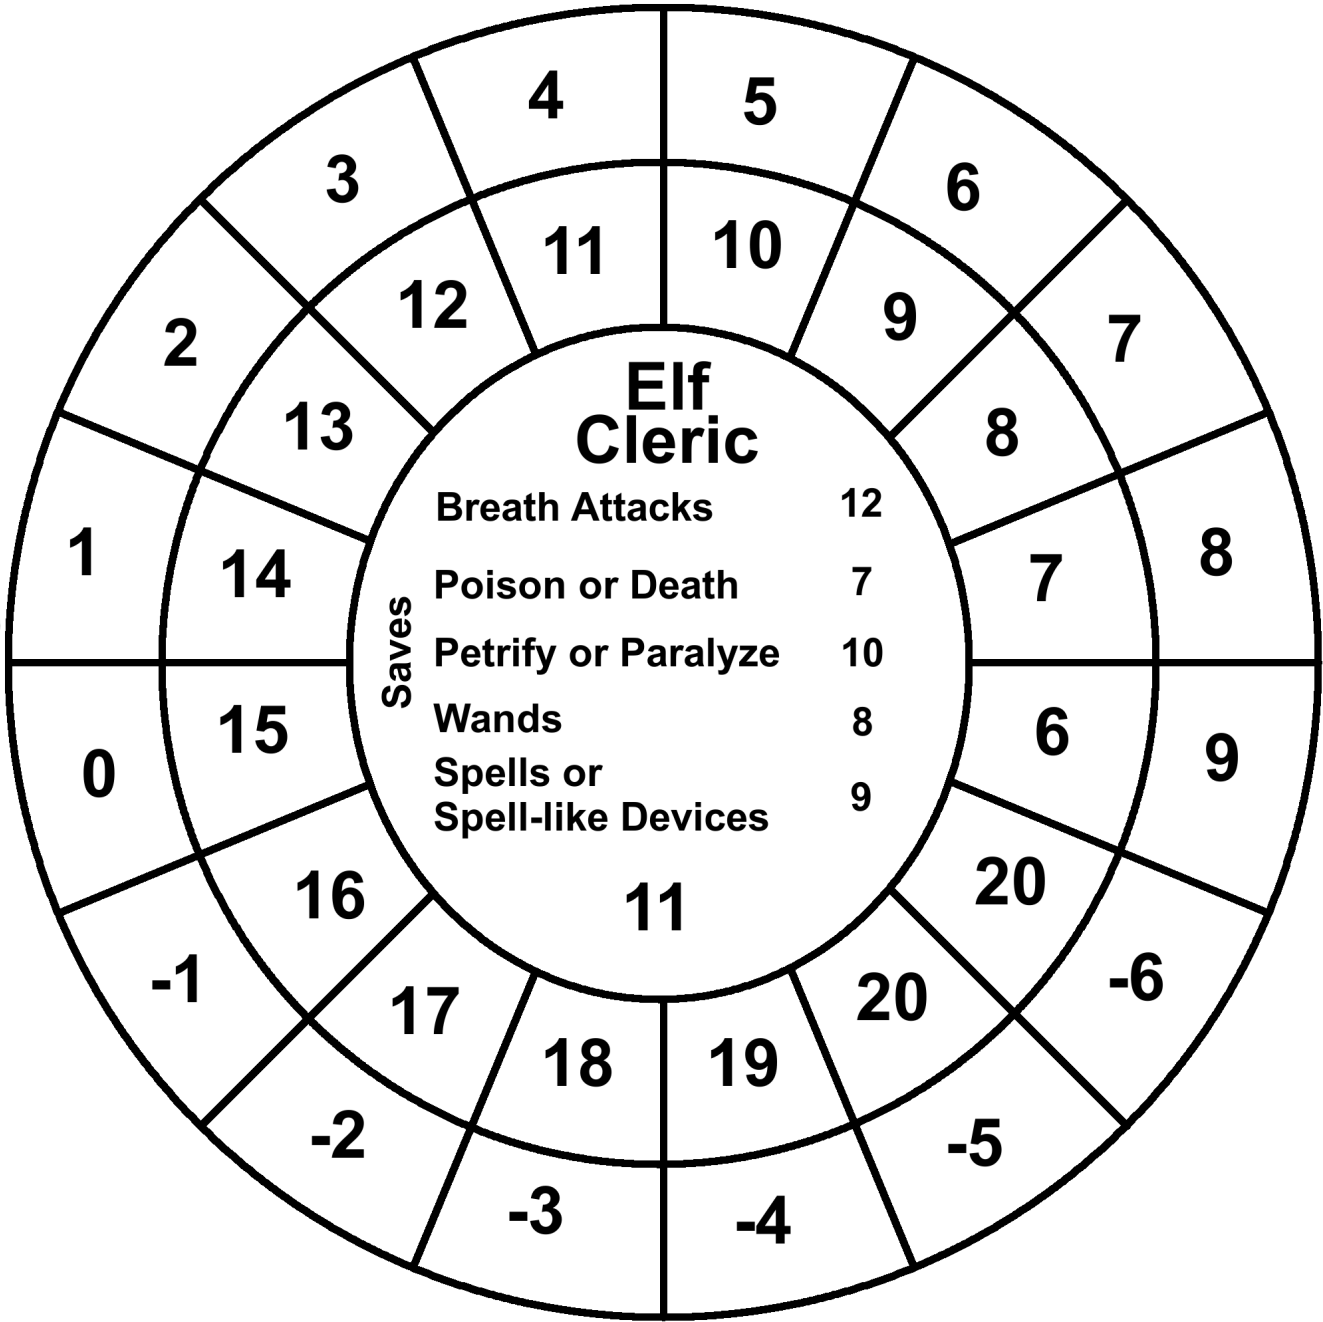 4 5
3 6
11 10
12 9
2 7
13 8
Elf
Cleric
Breath Attacks 12
1 14 7 8
Poison or Death 7
Saves
Petrify or Paralyze 10
Wands 8
0 15 6 9
Spells or
Spell-like Devices 9
16 20
11
-1 -6
17 20
18 19
-2 -5
-3 -4